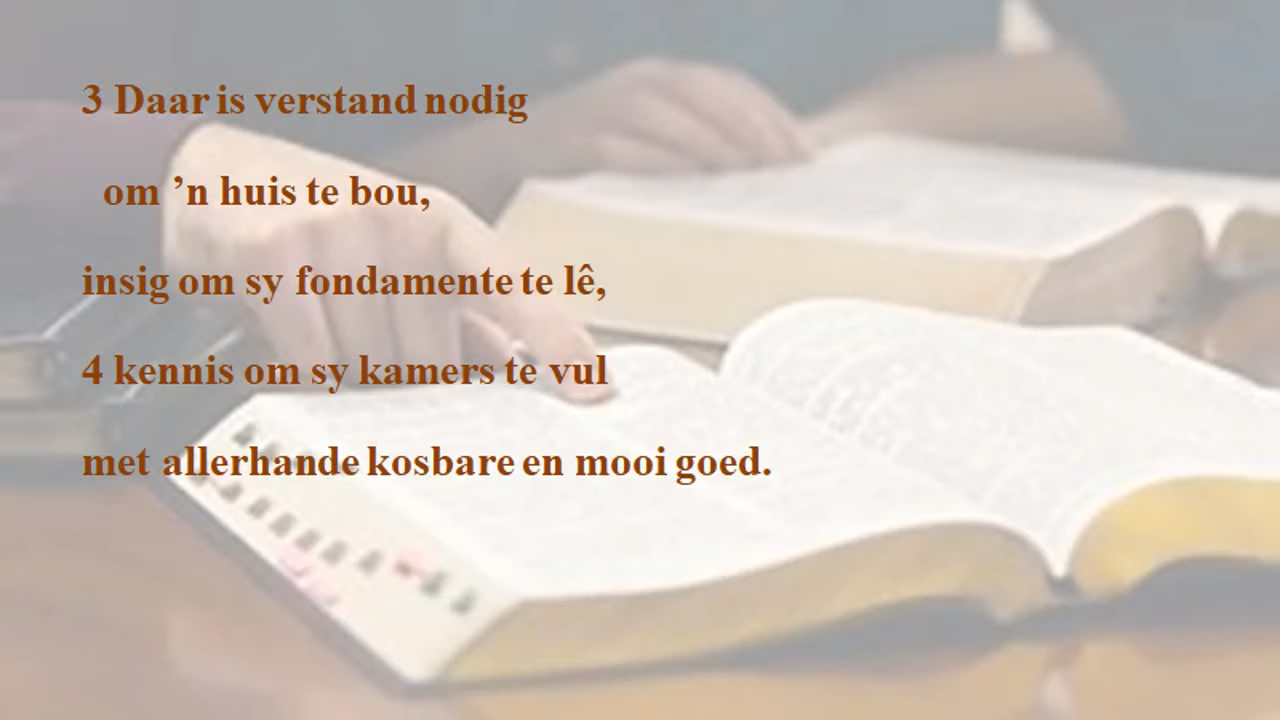 3 Daar is verstand nodig
om ’n huis te bou,
insig om sy fondamente te lê,
4 kennis om sy kamers te vul
met allerhande kosbare en mooi goed.